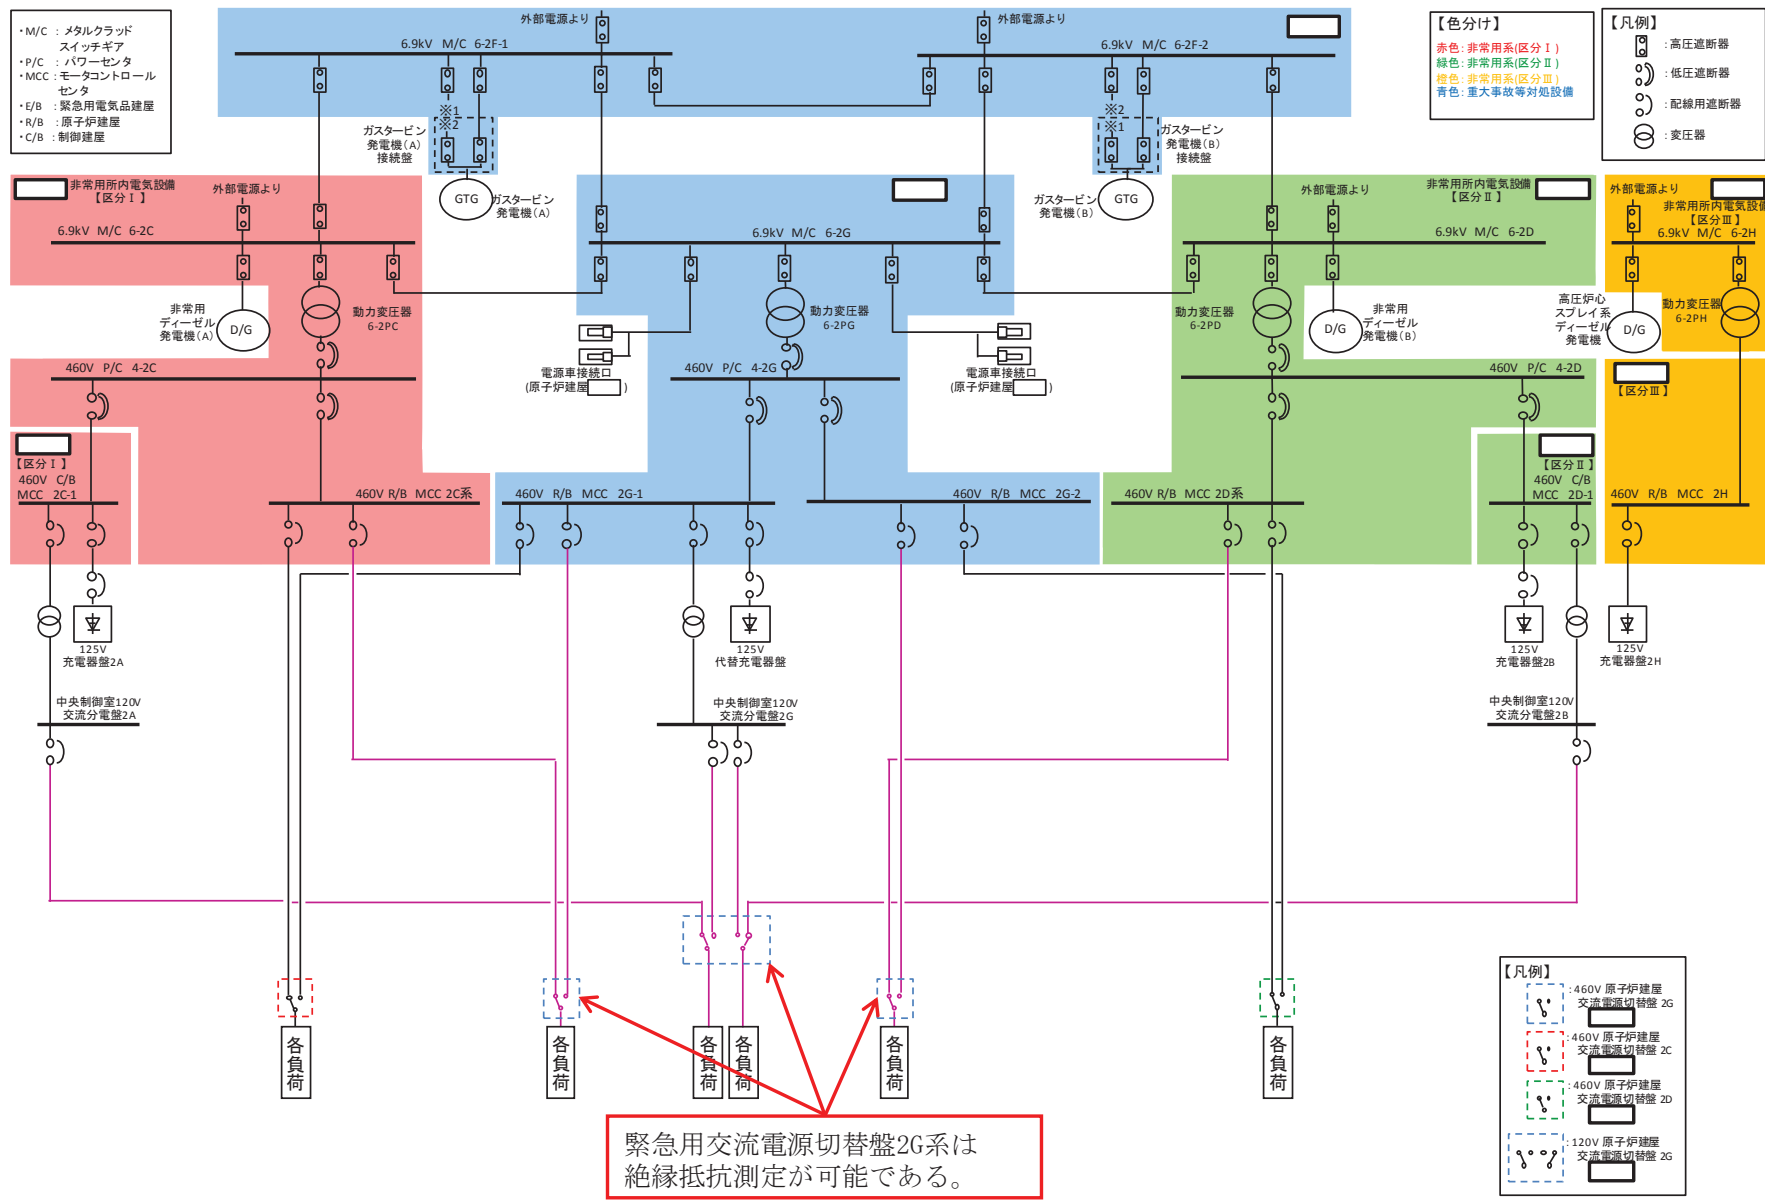 ・M/C : メタルクラッド
スイッチギア
・P/C : パワーセンタ
・MCC : モータコントロール
センタ
・E/B : 緊急用電気品建屋
・R/B : 原子炉建屋
・C/B : 制御建屋
外部電源より
外部電源より
6.9kV M/C 6-2F-1
6.9kV M/C 6-2F-2
【色分け】
赤色: 非常用系(区分Ⅰ)
緑色: 非常用系(区分Ⅱ)
橙色: 非常用系(区分Ⅲ)
青色: 重大事故等対処設備
【凡例】
: 高圧遮断器
: 低圧遮断器
: 配線用遮断器
: 変圧器
※1
※2
ガスタービン
発電機(A)
接続盤
※2
※1
ガスタービン
発電機(B)
接続盤
GTG
ガスタービン
発電機(A)
GTG
ガスタービン
発電機(B)
非常用所内電気設備
【区分Ⅰ】
外部電源より
6.9kV M/C 6-2C
6.9kV M/C 6-2G
外部電源より
非常用所内電気設備
【区分Ⅱ】
6.9kV M/C 6-2D
外部電源より
非常用所内電気設備
【区分Ⅲ】
6.9kV M/C 6-2H
非常用
ディーゼル
発電機(A)
D/G
動力変圧器
6-2PC
動力変圧器
6-2PG
動力変圧器
6-2PD
D/G
非常用
ディーゼル
発電機(B)
高圧炉心
スプレイ系
ディーゼル
発電機
D/G
動力変圧器
6-2PH
460V P/C 4-2C
電源車接続口
(原子炉建屋 )
460V P/C 4-2G
電源車接続口
(原子炉建屋 )
460V P/C 4-2D
【区分Ⅲ】
【区分Ⅰ】
460V C/B
MCC 2C-1
460V R/B MCC 2C系
460V R/B MCC 2G-1
460V R/B MCC 2G-2
460V R/B MCC 2D系
【区分Ⅱ】
460V C/B
MCC 2D-1
460V R/B MCC 2H
125V
充電器盤2A
125V
代替充電器盤
125V
充電器盤2B
125V
充電器盤2H
中央制御室120V
交流分電盤2A
中央制御室120V
交流分電盤2G
中央制御室120V
交流分電盤2B
各負荷
各負荷
各負荷
各負荷
各負荷
各負荷
【凡例】
: 460V 原子炉建屋
交流電源切替盤 2G
: 460V 原子炉建屋
交流電源切替盤 2C
: 460V 原子炉建屋
交流電源切替盤 2D
: 120V 原子炉建屋
交流電源切替盤 2G
緊急用交流電源切替盤2G系は
絶縁抵抗測定が可能である。